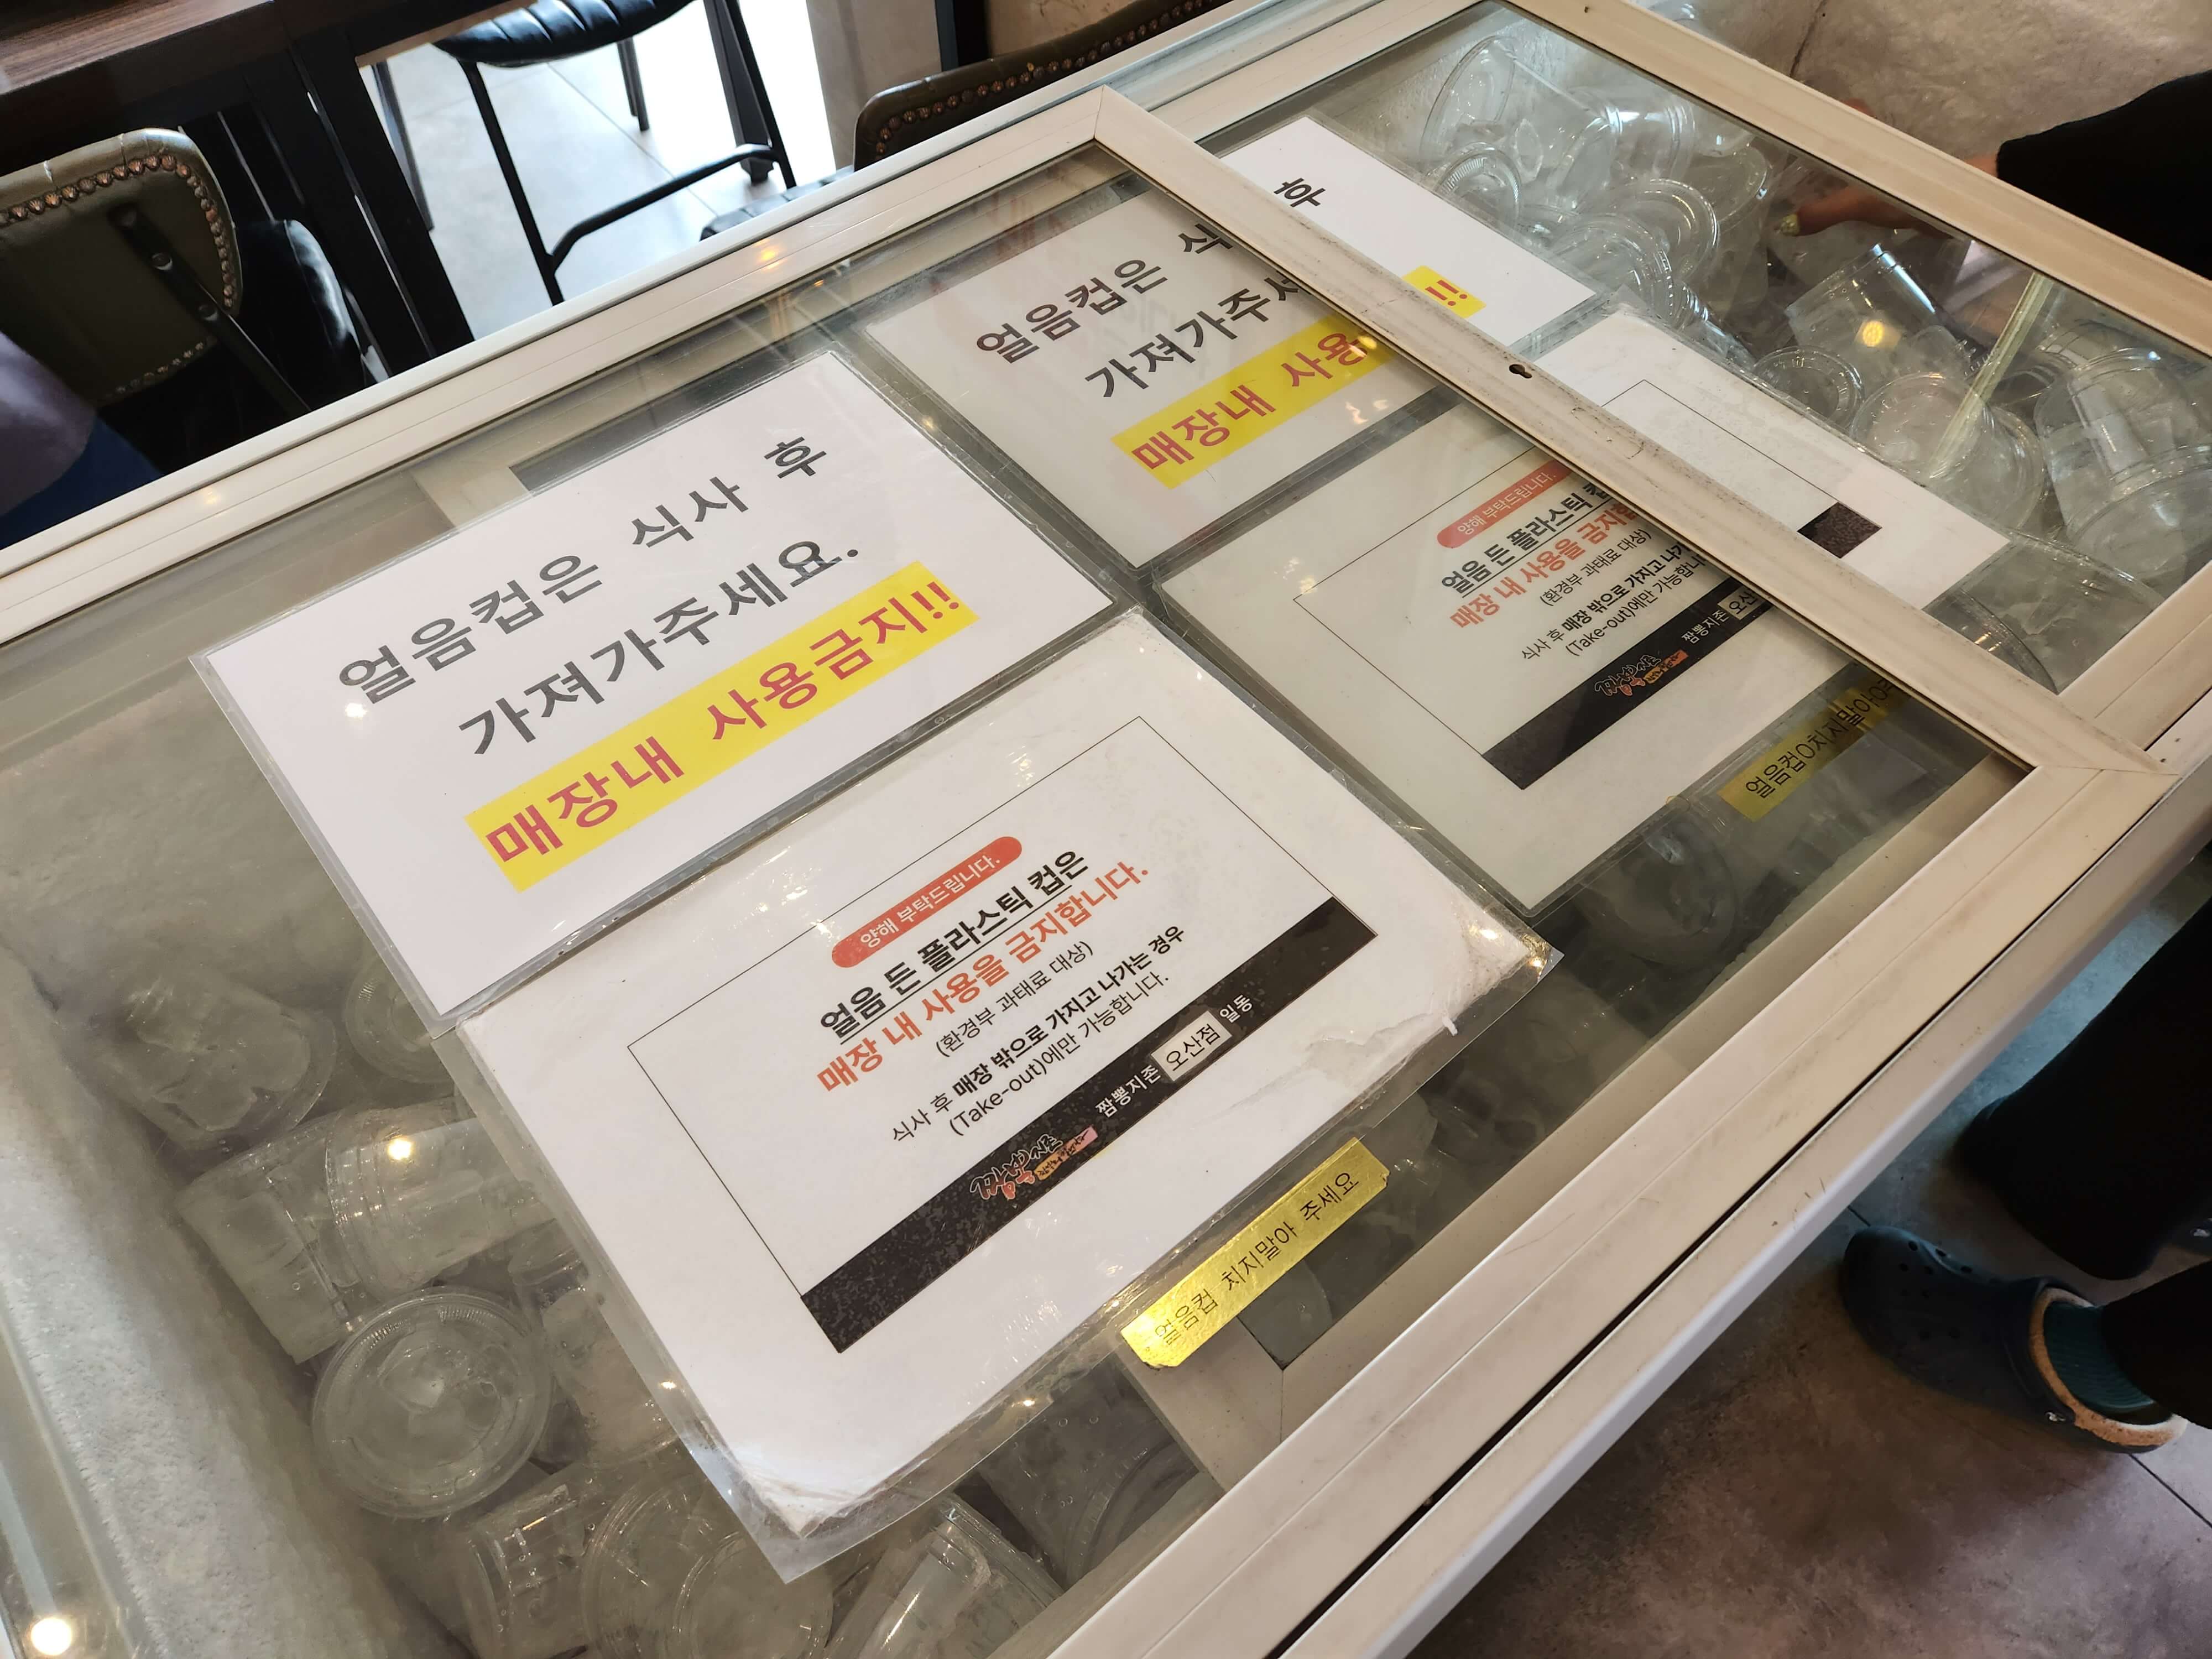 얼음컵은 식사 후
가져가주세요.
매장내 사용금지!!
양해 부탁드립니다.
얼음 든 플라스틱 컵은
매장 내 사용을 금지합니다.
(환경부 과태료 대상)
식사 후 매장 밖으로 가지고 나가는 경우
(Take-out)에만 가능합니다.
짬뽕지존 오산점 일동
얼음컵 치지말아 주세요
얼음컵은 식 후
가져가주
매장내 사용 !!
양해 부탁드립니다.
얼음 든 플라스틱 컵
매장 내 사용을 금지
(환경부 과태료 대상)
식사 후 매장 밖으로 가지고 나가
(Take-out)에만 가능합니
짬뽕지존 오산
얼음컵 치지말아